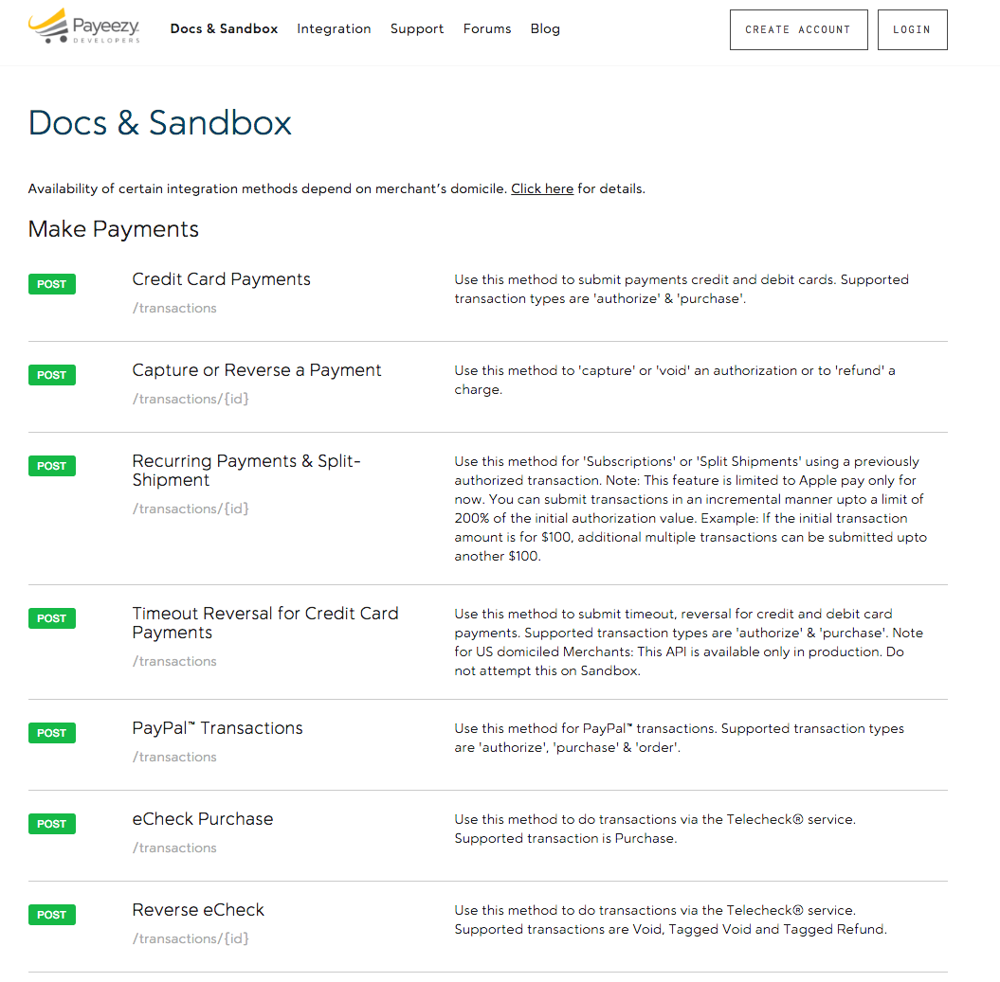 Payeezy
DEVELOPERS
Docs & Sandbox
Integration
Support
Forums
Blog
CREATE ACCOUNT
LOGIN
Docs & Sandbox
Availability of certain integration methods depend on merchant's domicile. Click here for details.
Make Payments
POST
Credit Card Payments
/transactions
Use this method to submit payments credit and debit cards. Supported
transaction types are 'authorize' & 'purchase'.
POST
Capture or Reverse a Payment
/transactions/{id}
Use this method to 'capture' or 'void' an authorization or to 'refund' a
charge.
POST
Recurring Payments & Split-
Shipment
/transactions/{id}
Use this method for 'Subscriptions' or 'Split Shipments' using a previously
authorized transaction. Note: This feature is limited to Apple pay only for
now. You can submit transactions in an incremental manner upto a limit of
200% of the initial authorization value. Example: If the initial transaction
amount is for $100, additional multiple transactions can be submitted upto
another $100.
POST
Timeout Reversal for Credit Card
Payments
/transactions
Use this method to submit timeout, reversal for credit and debit card
payments. Supported transaction types are 'authorize' & 'purchase'. Note
for US domiciled Merchants: This API is available only in production. Do
not attempt this on Sandbox.
POST
PayPal™ Transactions
/transactions
Use this method for PayPal™ transactions. Supported transaction types
are 'authorize', 'purchase' & 'order'.
POST
eCheck Purchase
/transactions
Use this method to do transactions via the Telecheck® service.
Supported transaction is Purchase.
POST
Reverse eCheck
/transactions/{id}
Use this method to do transactions via the Telecheck® service.
Supported transactions are Void, Tagged Void and Tagged Refund.